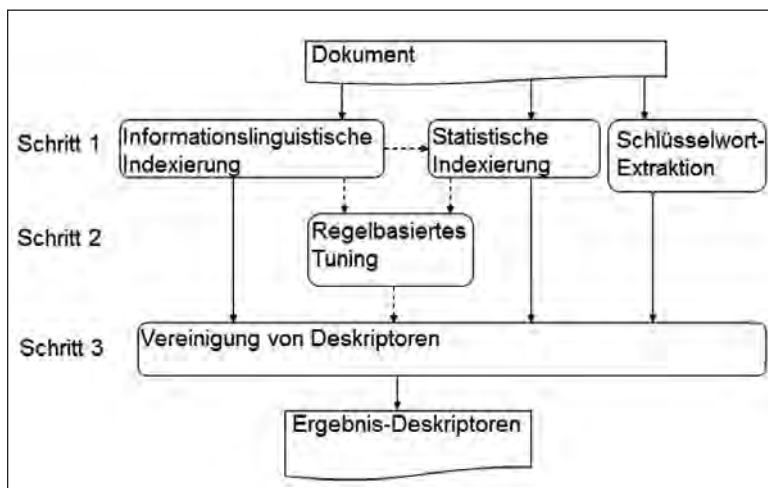 Dokument
Schritt 1
Informationslinguistische
Indexierung
Statistische
Indexierung
Schlüsselwort-
Extraktion
Schritt 2
Regelbasiertes
Tuning
Schritt 3
Vereinigung von Deskriptoren
Ergebnis-Deskriptoren